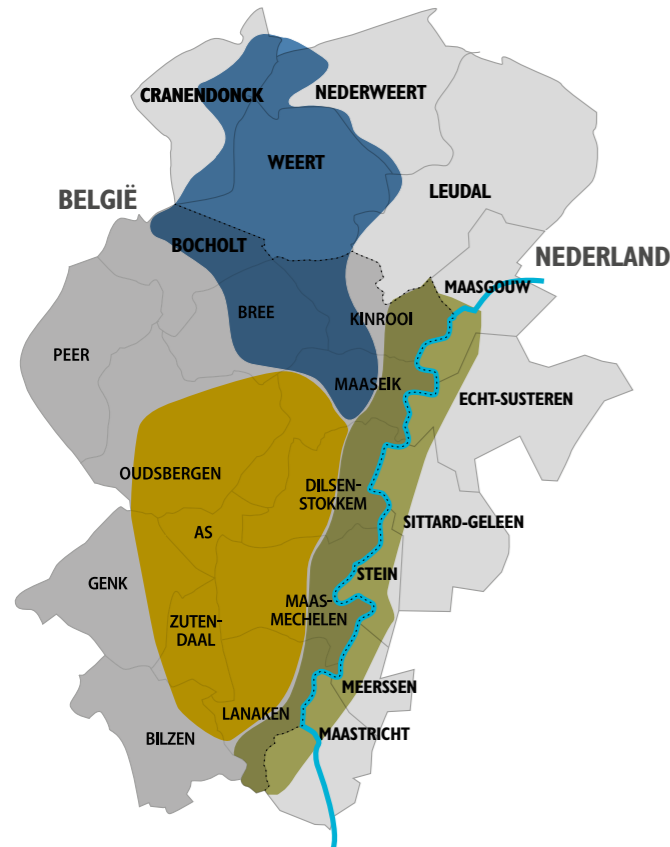 CRANENDONCK
NEDERWEERT
WEERT
LEUDAL
BELGIË
BOCHOLT
NEDERLAND
MAASGOUW
BREE
KINROOI
PEER
MAASEIK
ECHT-SUSTEREN
OUDSBERGEN
DILSEN-
STOKKEM
SITTARD-GELEEN
AS
STEIN
GENK
MAAS-
MECHELEN
ZUTEN-
DAAL
MEERSSEN
LANAKEN
MAASTRICHT
BILZEN